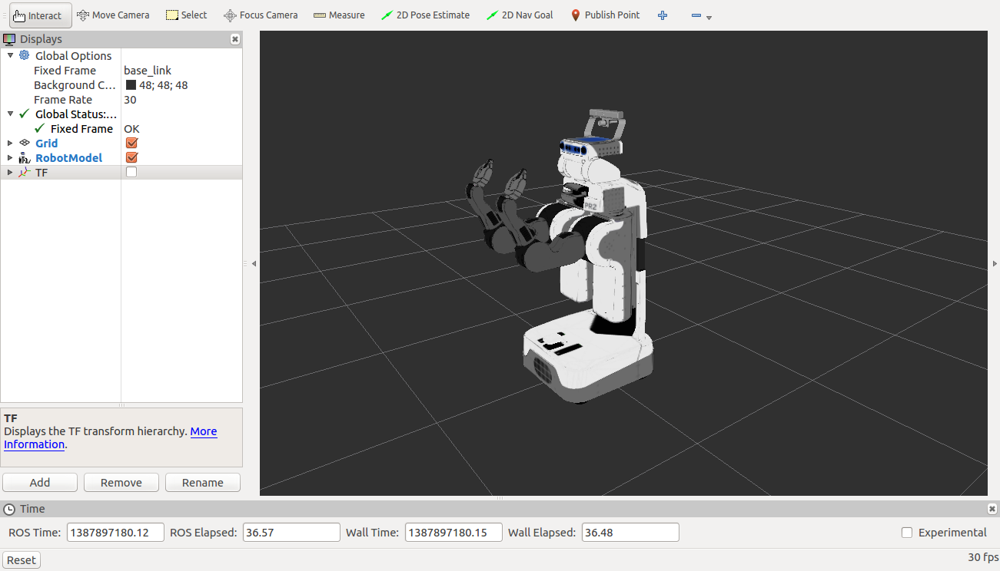 Interact Move Camera Select Focus Camera Measure 2D Pose Estimate 2D Nav Goal Publish Point
Displays
Global Options
Fixed Frame base_link
Background C... 48; 48; 48
Frame Rate 30
Global Status:...
Fixed Frame OK
Grid
RobotModel
TF
PR2
TF
Displays the TF transform hierarchy. More
Information.
Add Remove Rename
Time
ROS Time: 1387897180.12 ROS Elapsed: 36.57 Wall Time: 1387897180.15 Wall Elapsed: 36.48 Experimental
Reset 30 fps